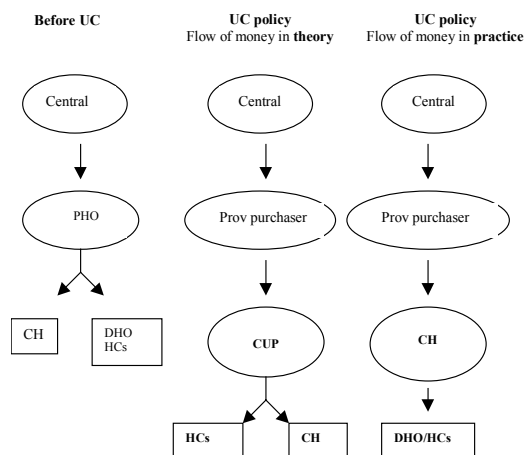 Before UC
UC policy
Flow of money in theory
UC policy
Flow of money in practice
Central
Central
Central
PHO
Prov purchaser
Prov purchaser
CH
DHO
HCs
CUP
CH
HCs
CH
DHO/HCs